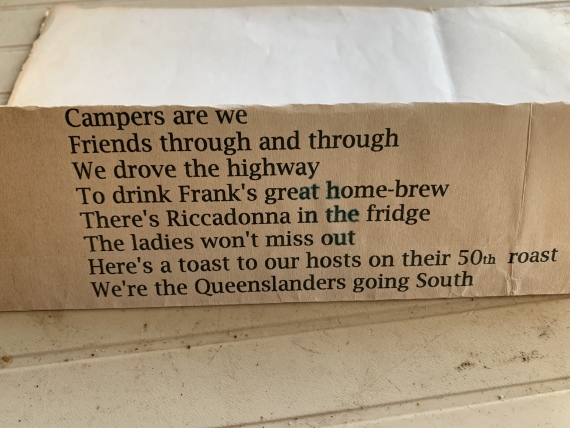 Campers are we
Friends through and through
We drove the highway
To drink Frank's great home-brew
There's Riccadonna in the fridge
The ladies won't miss out
Here's a toast to our hosts on their 50th roast
We're the Queenslanders going South